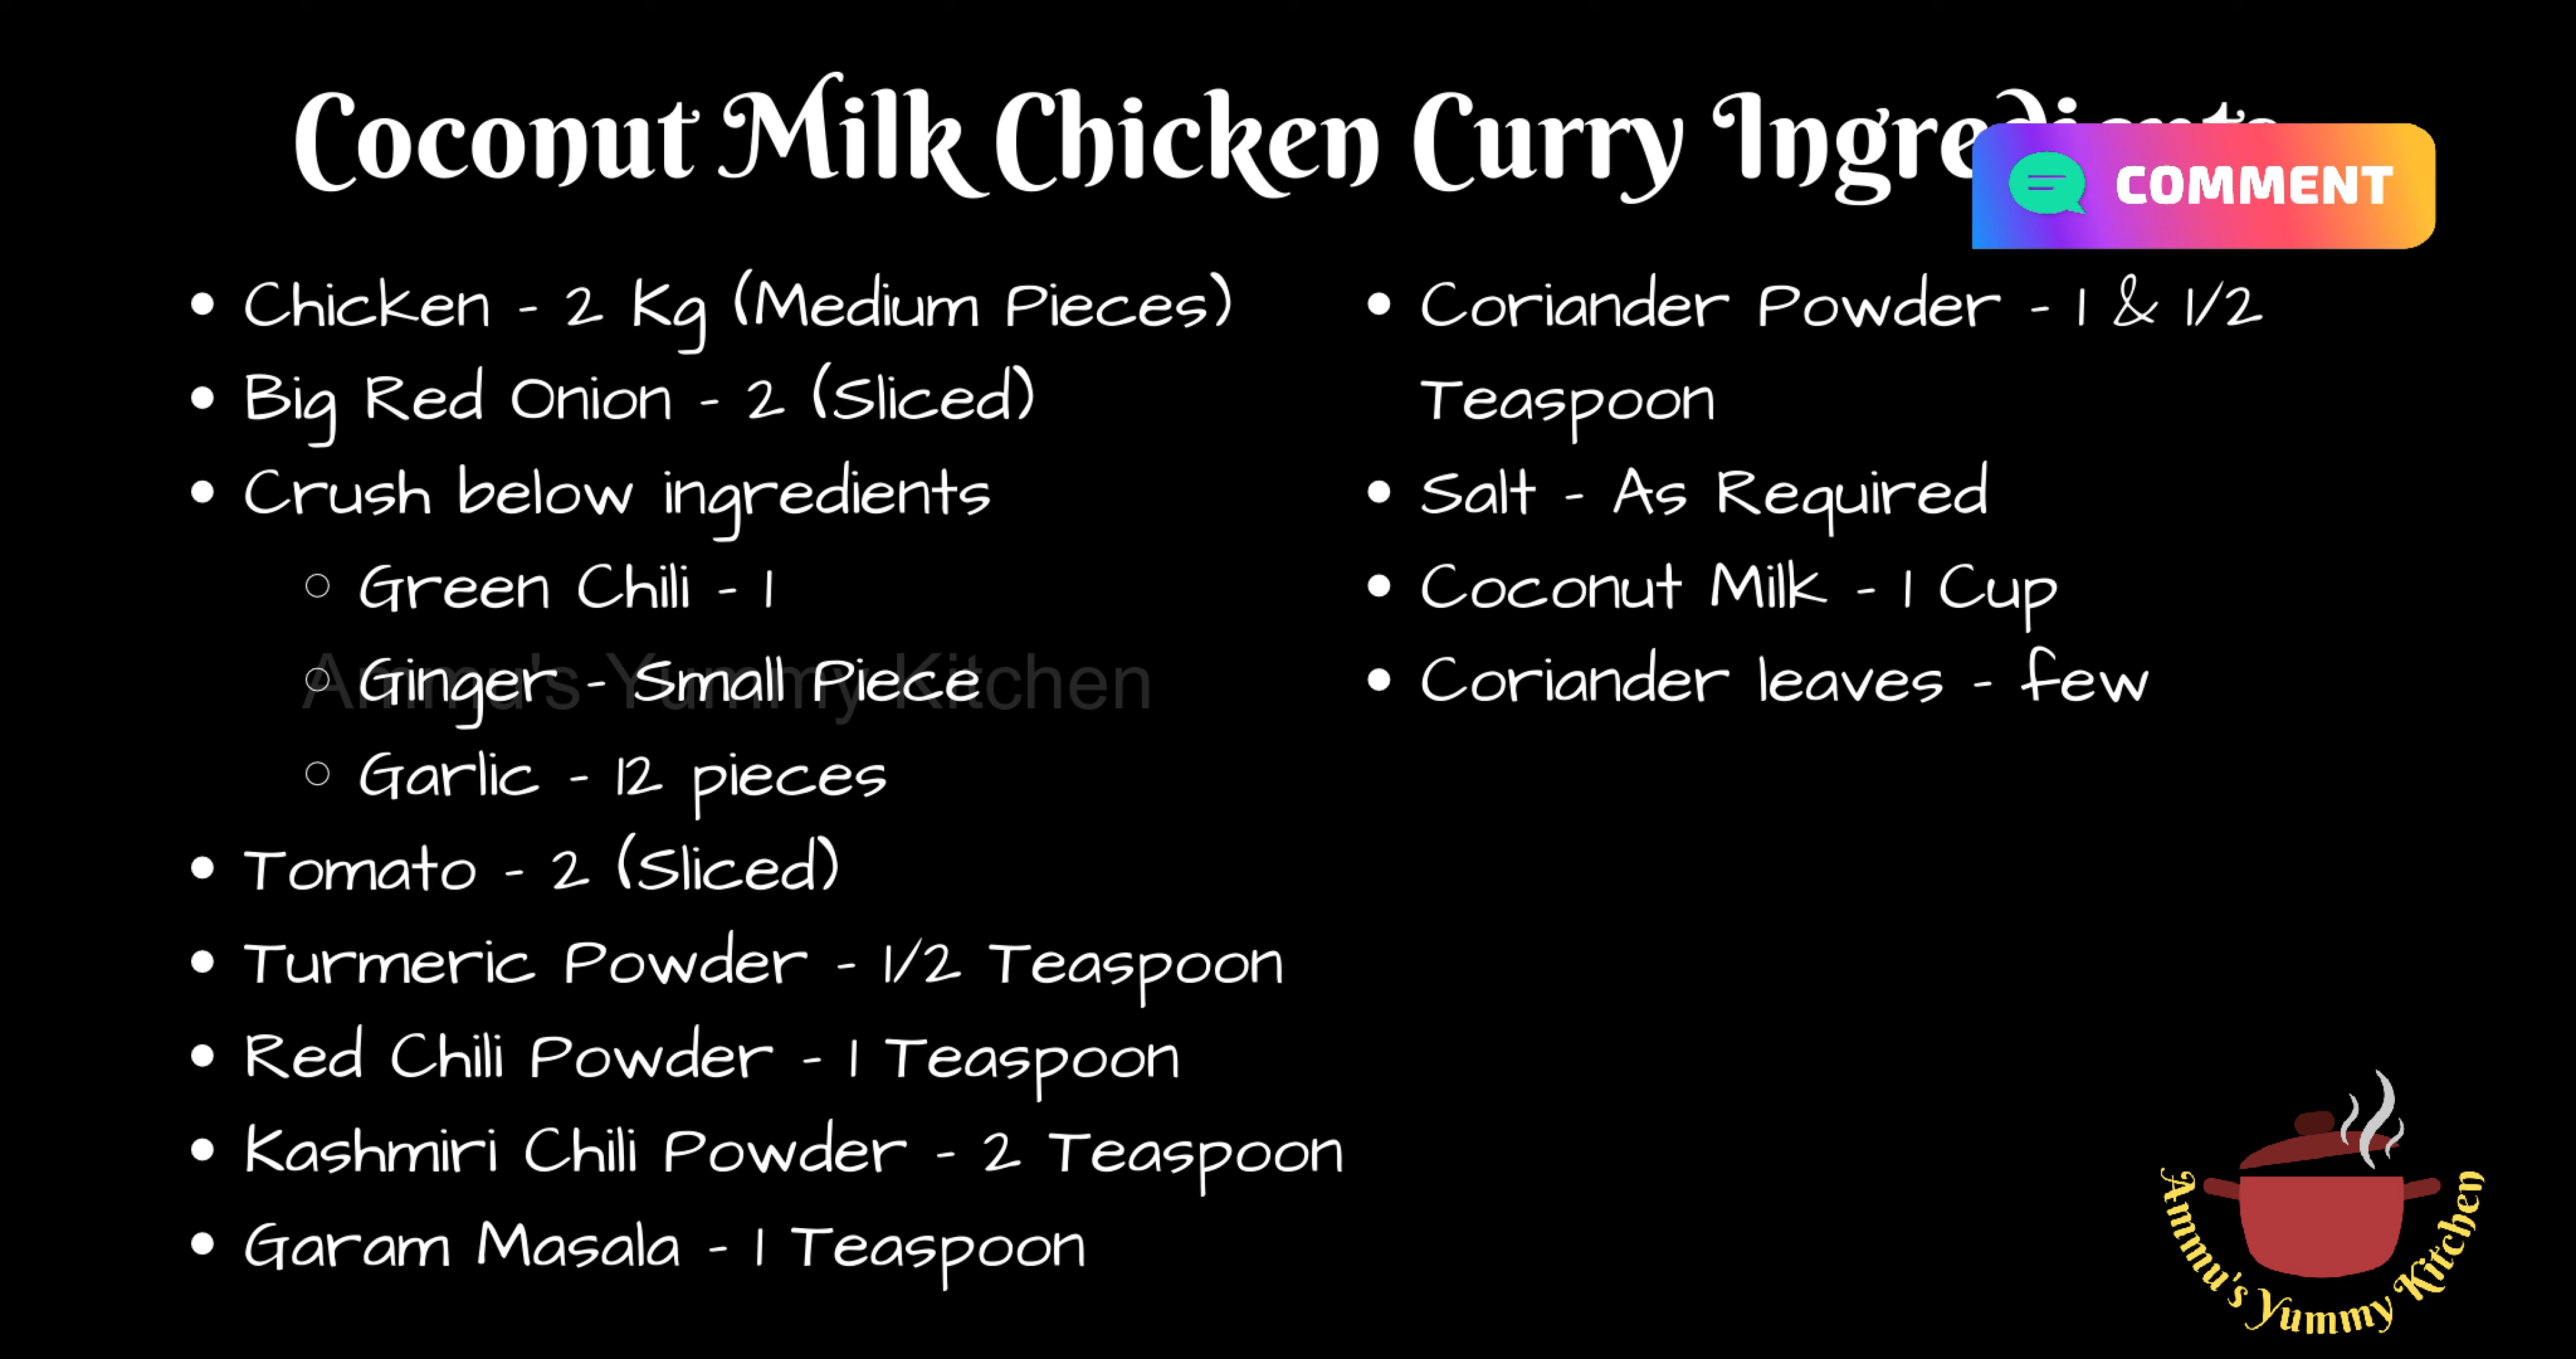 Coconut Milk Chicken Curry Ingredients
COMMENT
• Chicken - 2 Kg (Medium Pieces)
• Big Red Onion - 2 (Sliced)
• Crush below ingredients
○ Green Chili - 1
○ Ginger - Small Piece
○ Garlic - 12 pieces
• Tomato - 2 (Sliced)
• Turmeric Powder - 1/2 Teaspoon
• Red Chili Powder - 1 Teaspoon
• Kashmiri Chili Powder - 2 Teaspoon
• Garam Masala - 1 Teaspoon
• Coriander Powder - 1 & 1/2
Teaspoon
• Salt - As Required
• Coconut Milk - 1 Cup
• Coriander leaves - few
Ammu's Yummy Kitchen
Ammu's Yummy Kitchen